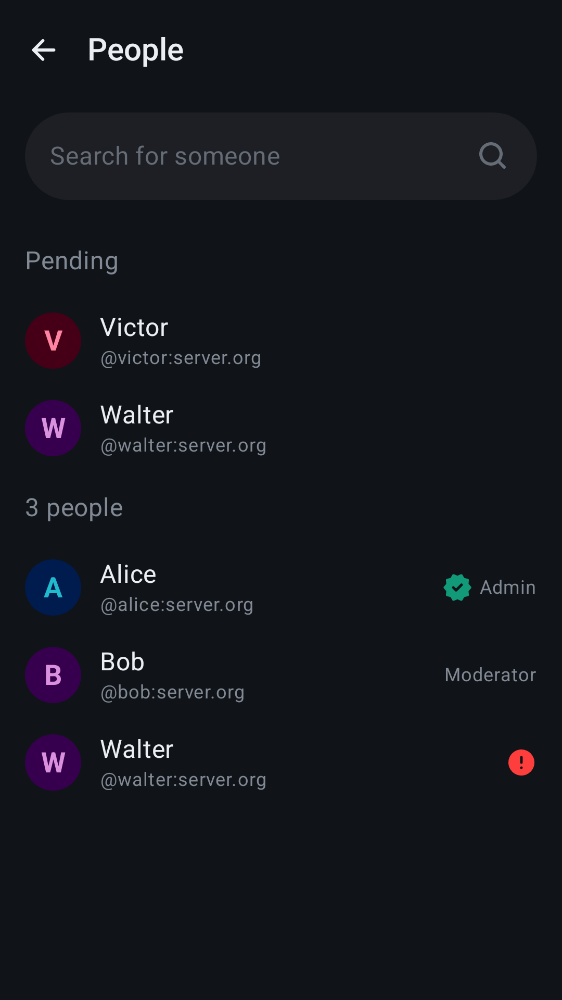 People
Search for someone
Pending
V
Victor
@victor:server.org
W
Walter
@walter:server.org
3 people
A
Alice
@alice:server.org
Admin
B
Bob
@bob:server.org
Moderator
W
Walter
@walter:server.org